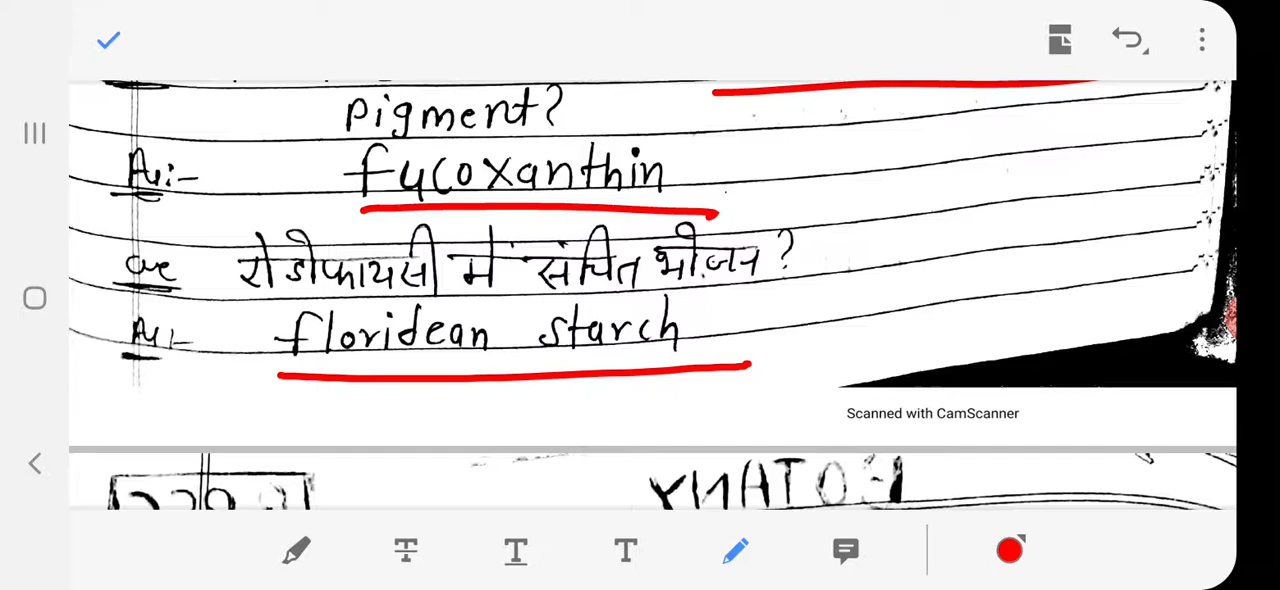 pigment?
Ans:- fucoxanthin
Que रोडोफायसी में संचित भोजन?
Ans:- floridean starch
Scanned with CamScanner